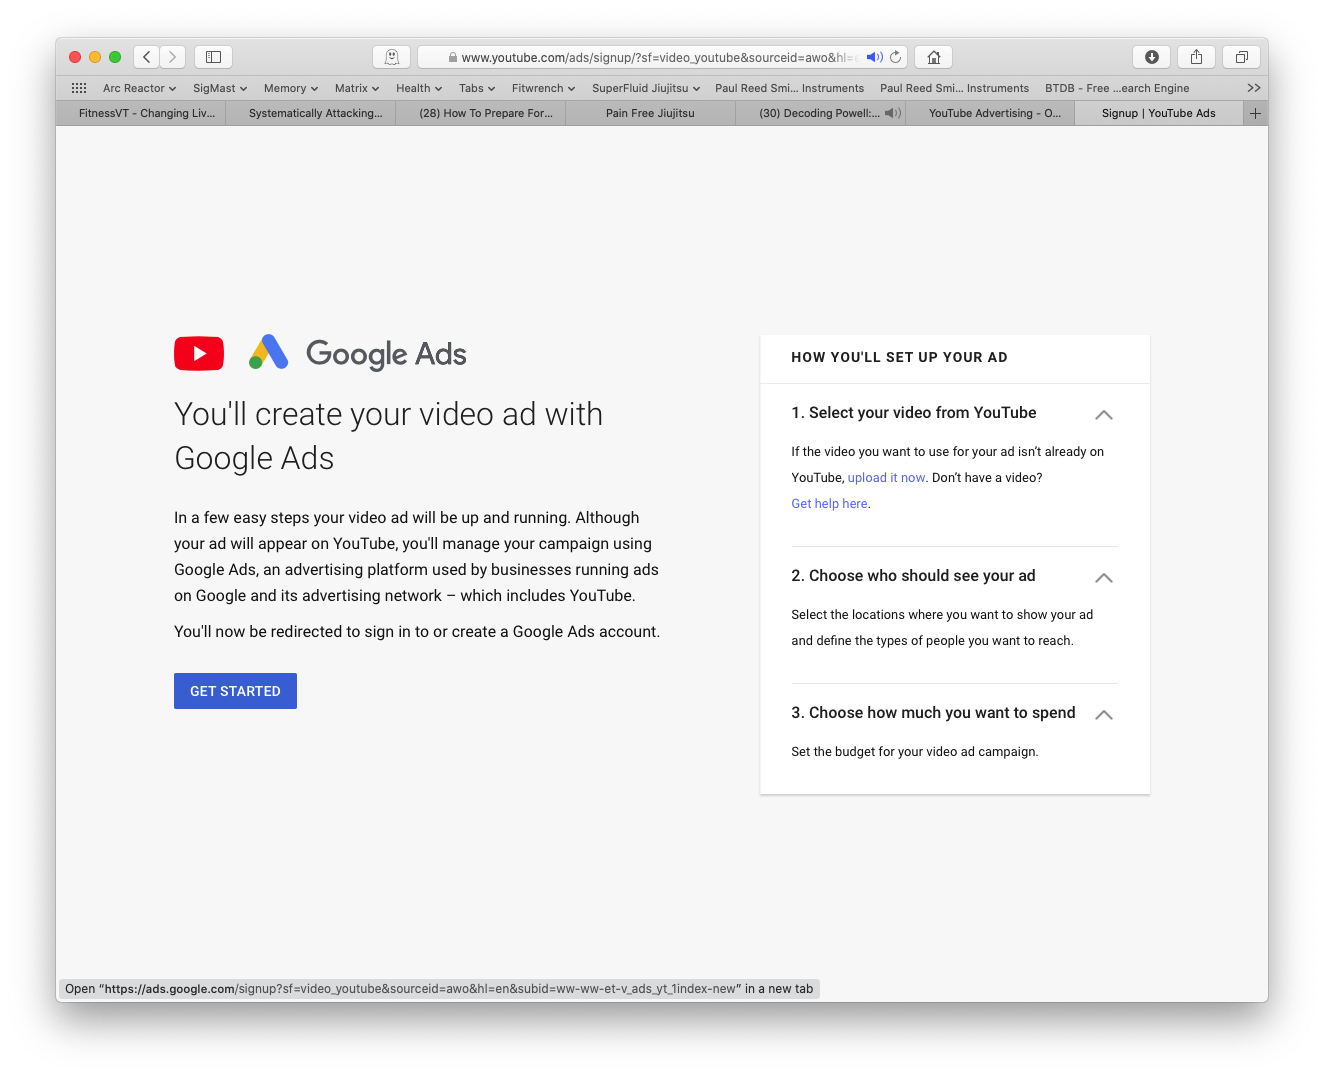 www.youtube.com/ads/signup/?sf=video_youtube&sourceid=awo&hl=
Arc Reactor SigMast Memory Matrix Health Tabs Fitwrench SuperFluid Jiujitsu Paul Reed Smi... Instruments Paul Reed Smi... Instruments BTDB - Free ...earch Engine
FitnessVT - Changing Liv... Systematically Attacking... (28) How To Prepare For... Pain Free Jiujitsu (30) Decoding Powell:... YouTube Advertising - O... Signup | YouTube Ads
Google Ads
You'll create your video ad with
Google Ads
In a few easy steps your video ad will be up and running. Although
your ad will appear on YouTube, you'll manage your campaign using
Google Ads, an advertising platform used by businesses running ads
on Google and its advertising network – which includes YouTube.
You'll now be redirected to sign in to or create a Google Ads account.
GET STARTED
HOW YOU'LL SET UP YOUR AD
1. Select your video from YouTube
If the video you want to use for your ad isn’t already on
YouTube, upload it now. Don’t have a video?
Get help here.
2. Choose who should see your ad
Select the locations where you want to show your ad
and define the types of people you want to reach.
3. Choose how much you want to spend
Set the budget for your video ad campaign.
Open “https://ads.google.com/signup?sf=video_youtube&sourceid=awo&hl=en&subid=ww-ww-et-v_ads_yt_1index-new” in a new tab